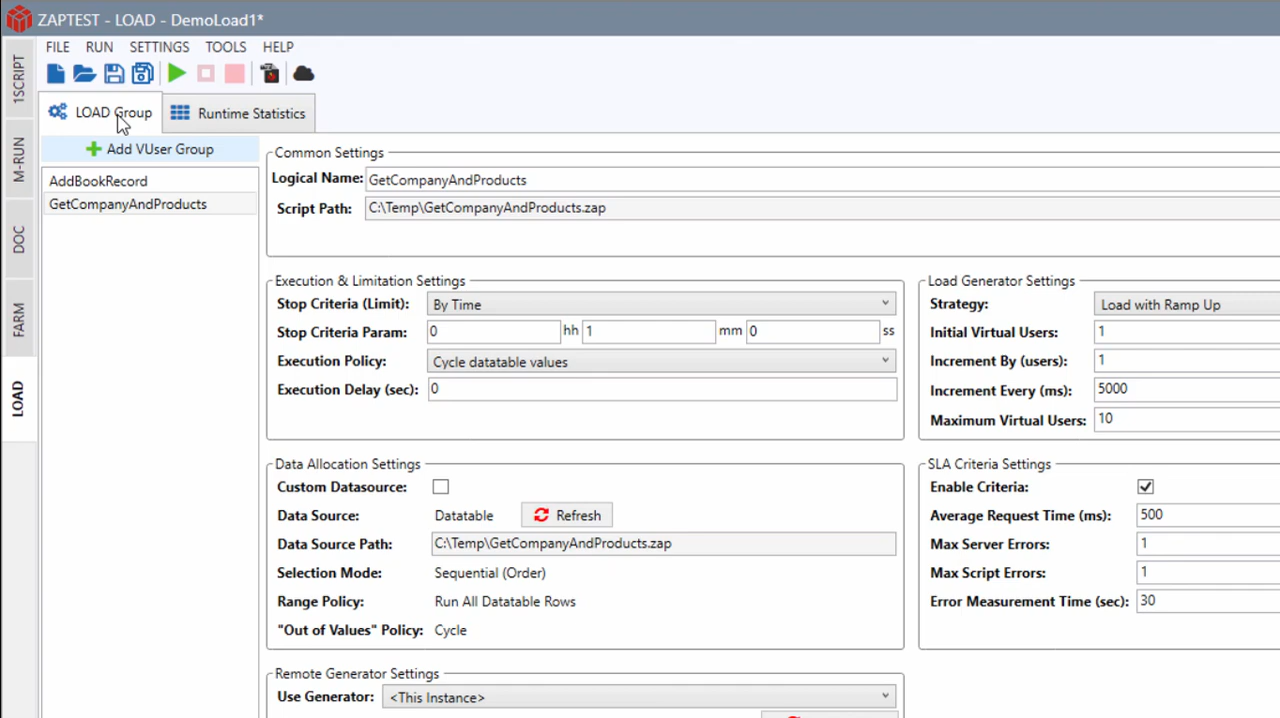 ZAPTEST - LOAD - DemoLoad1*
FILE RUN SETTINGS TOOLS HELP
1SCRIPT
M-RUN
DOC
FARM
LOAD
LOAD Group
Runtime Statistics
Add VUser Group
AddBookRecord
GetCompanyAndProducts
Common Settings
Logical Name: GetCompanyAndProducts
Script Path: C:\Temp\GetCompanyAndProducts.zap
Execution & Limitation Settings
Stop Criteria (Limit): By Time
Stop Criteria Param: 0 hh 1 mm 0 ss
Execution Policy: Cycle datatable values
Execution Delay (sec): 0
Load Generator Settings
Strategy: Load with Ramp Up
Initial Virtual Users: 1
Increment By (users): 1
Increment Every (ms): 5000
Maximum Virtual Users: 10
Data Allocation Settings
Custom Datasource:
Data Source: Datatable Refresh
Data Source Path: C:\Temp\GetCompanyAndProducts.zap
Selection Mode: Sequential (Order)
Range Policy: Run All Datatable Rows
"Out of Values" Policy: Cycle
SLA Criteria Settings
Enable Criteria:
Average Request Time (ms): 500
Max Server Errors: 1
Max Script Errors: 1
Error Measurement Time (sec): 30
Remote Generator Settings
Use Generator: <This Instance>